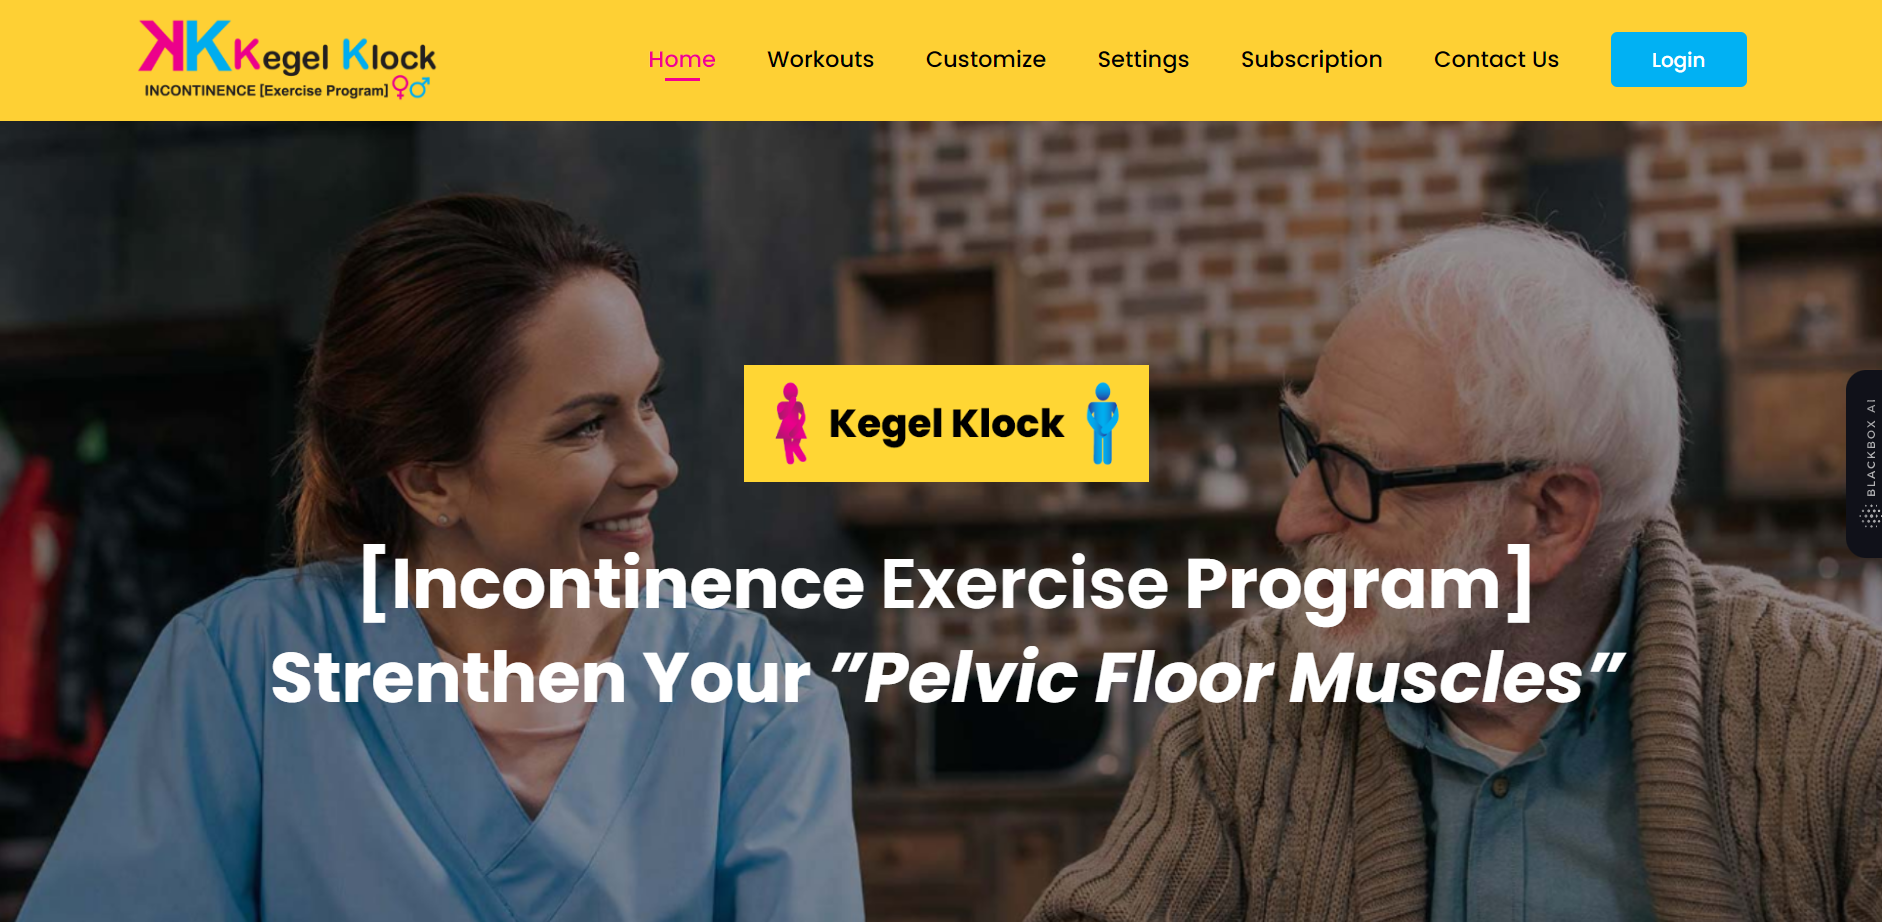 KK Kegel Klock
INCONTINENCE [Exercise Program]
Home Workouts Customize Settings Subscription Contact Us Login
Kegel Klock
[Incontinence Exercise Program]
Strenthen Your ”Pelvic Floor Muscles”
BLACKBOX AI